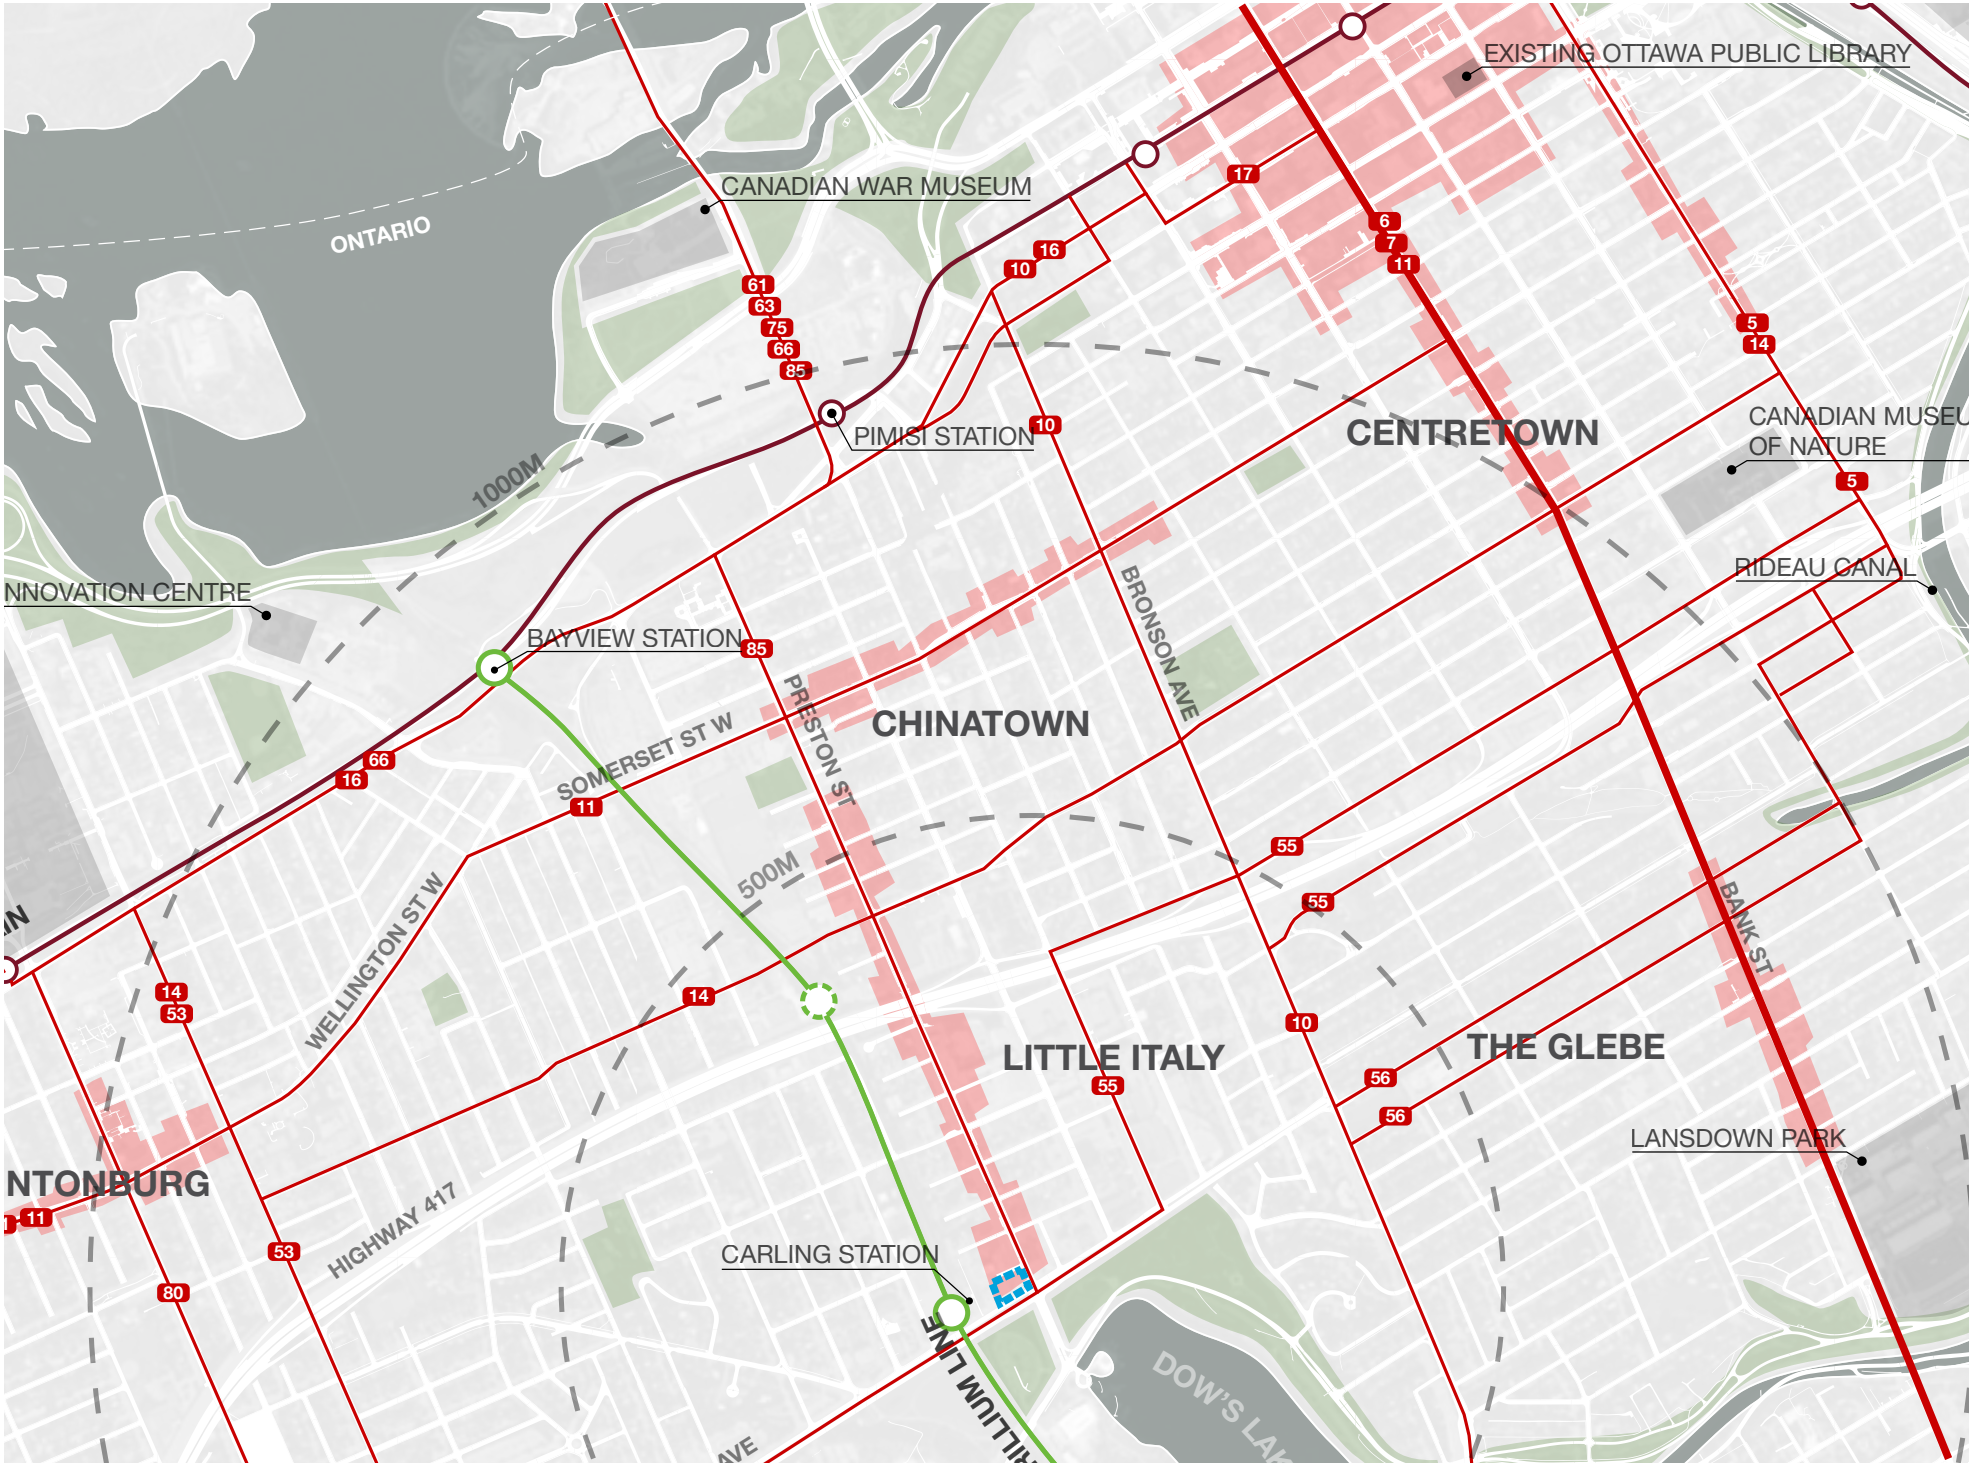 EXISTING OTTAWA PUBLIC LIBRARY
17
CANADIAN WAR MUSEUM
ONTARIO
6
7
11
16
10
61
63
75
66
85
5
14
CANADIAN MUSEU
OF NATURE
10
PIMISI STATION
CENTRETOWN
1000M
5
RIDEAU CANAL
NNOVATION CENTRE
BRONSON AVE
BAYVIEW STATION
85
PRESTON ST
CHINATOWN
SOMERSET ST W
66
16
11
55
500M
55
WELLINGTON ST W
BANK ST
IN
14
53
14
10
LITTLE ITALY
THE GLEBE
55
56
56
LANSDOWN PARK
NTONBURG
11
HIGHWAY 417
53
CARLING STATION
80
RILLIUM LINE
DOW'S LAK
AVE